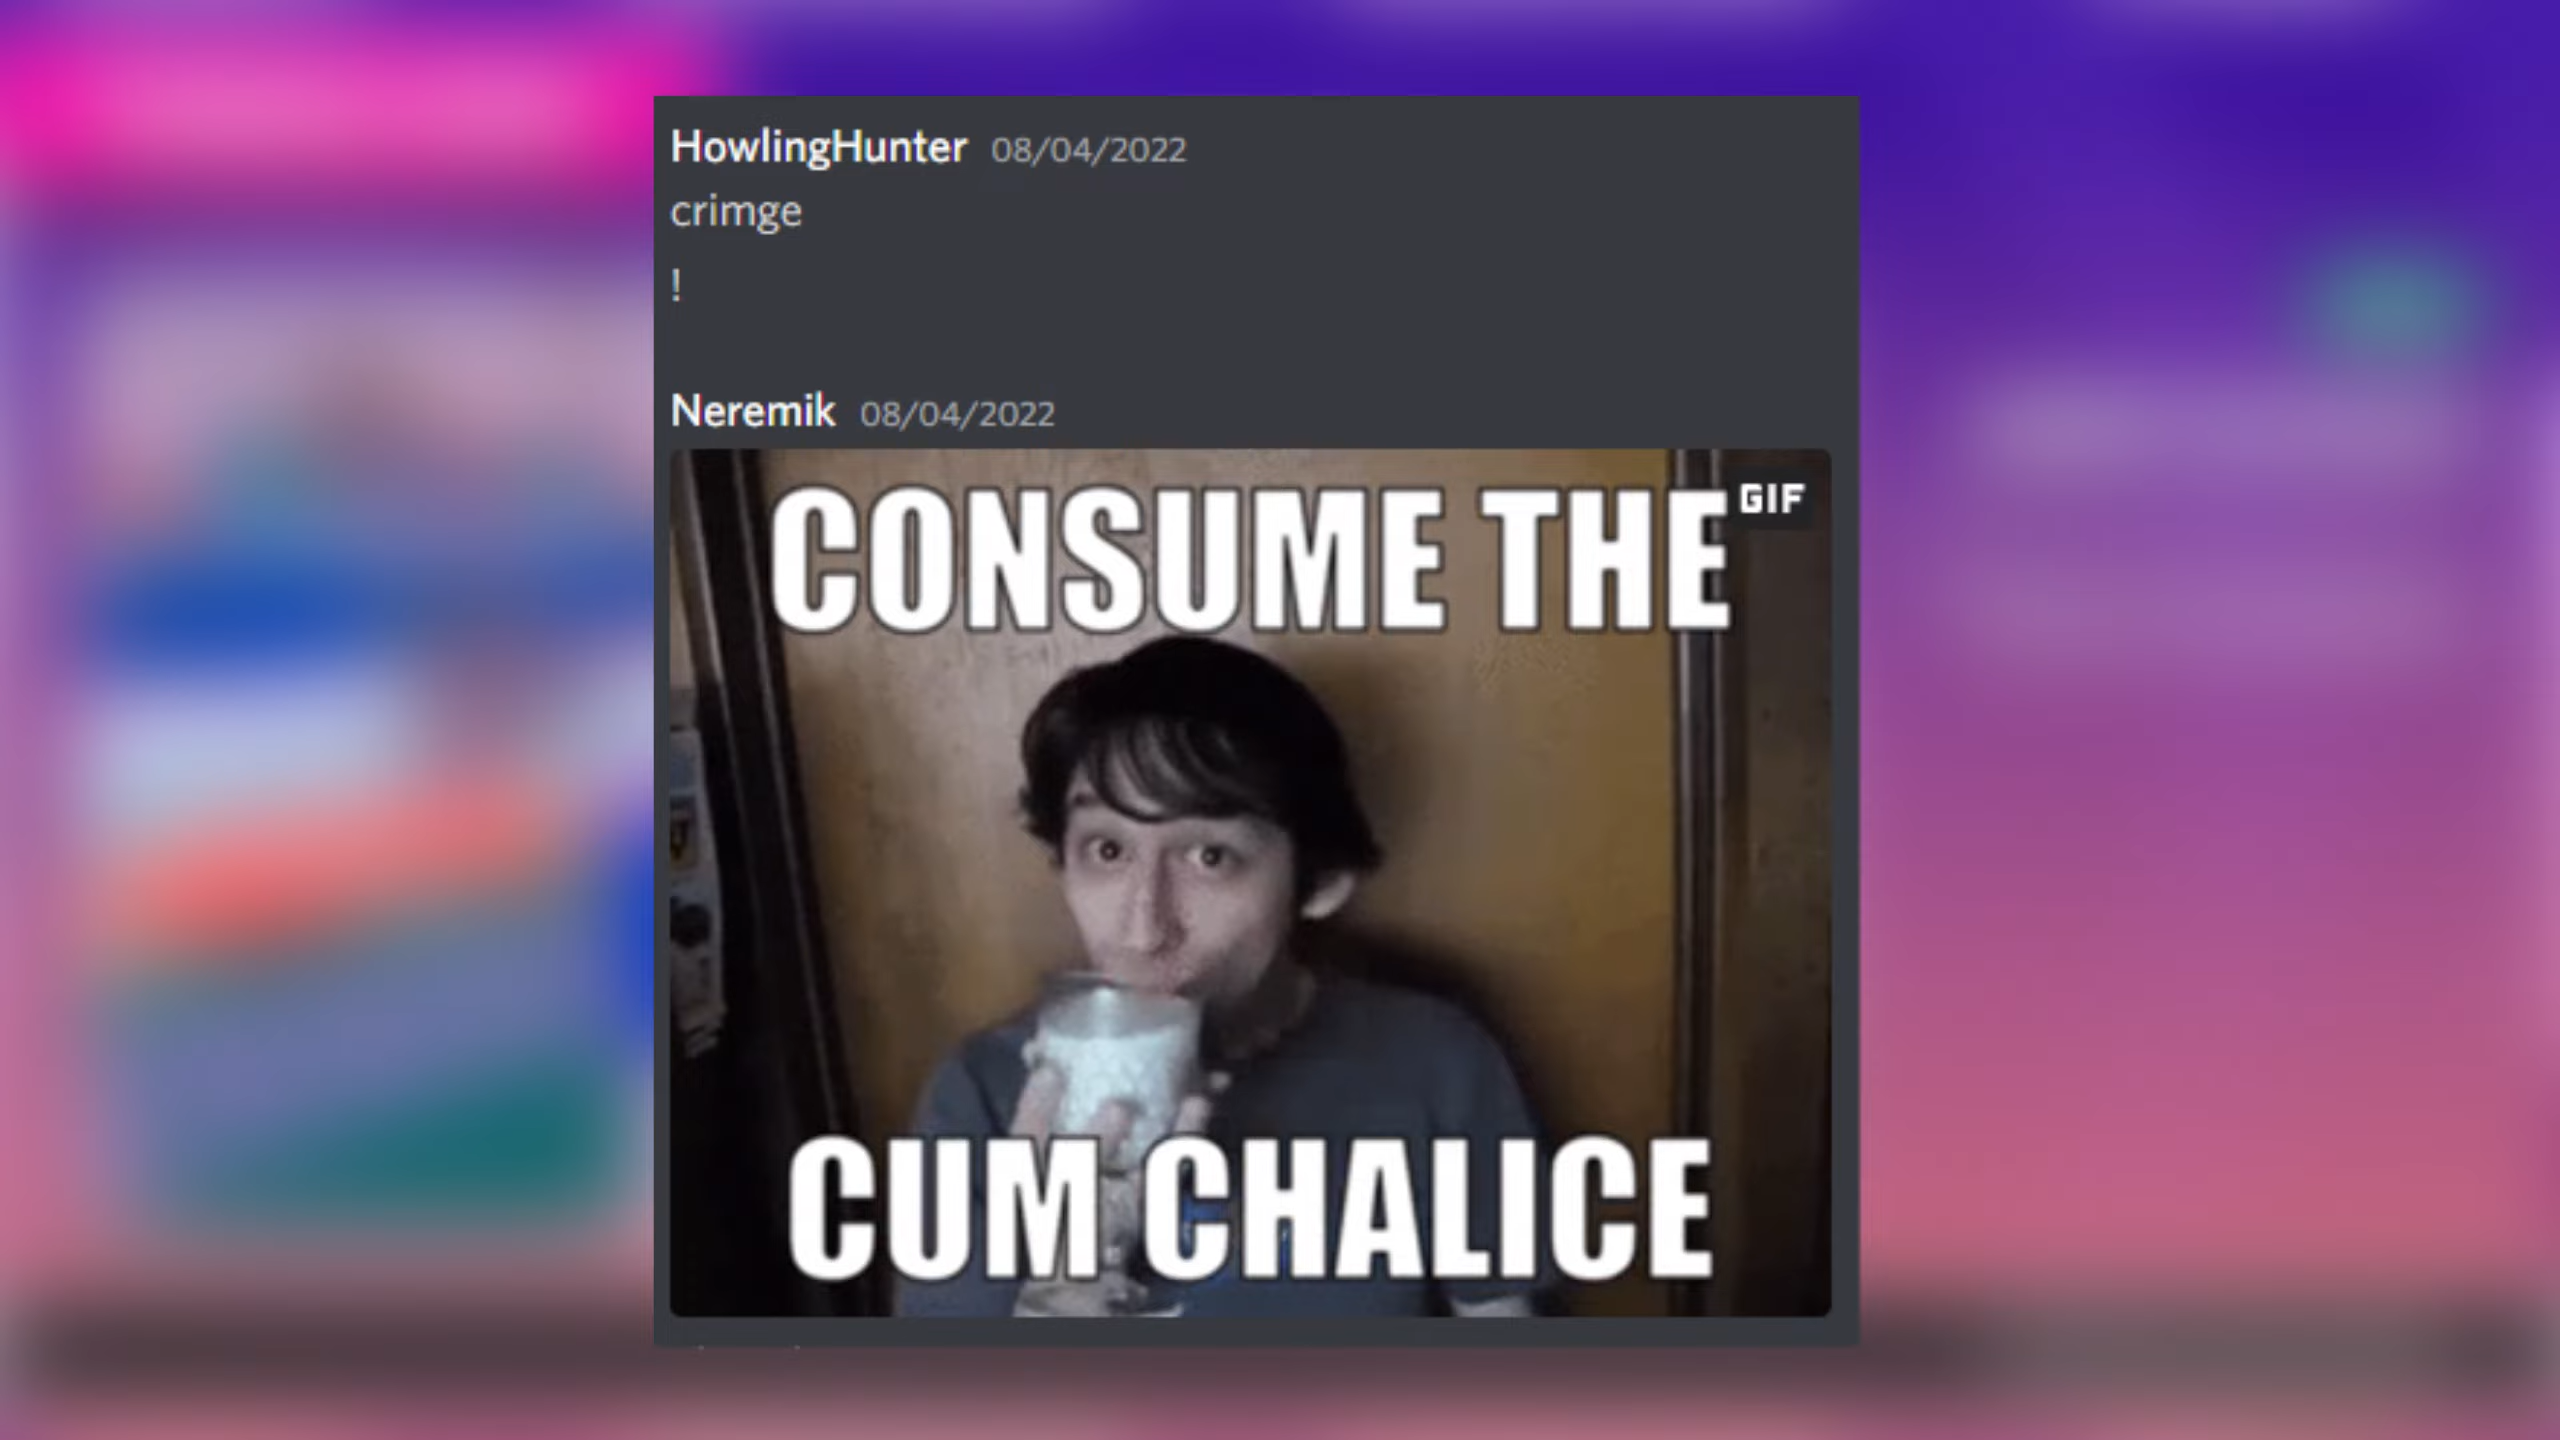 HowlingHunter 08/04/2022
crimge
!
Neremik 08/04/2022
CONSUME THE
GIF
CUM CHALICE